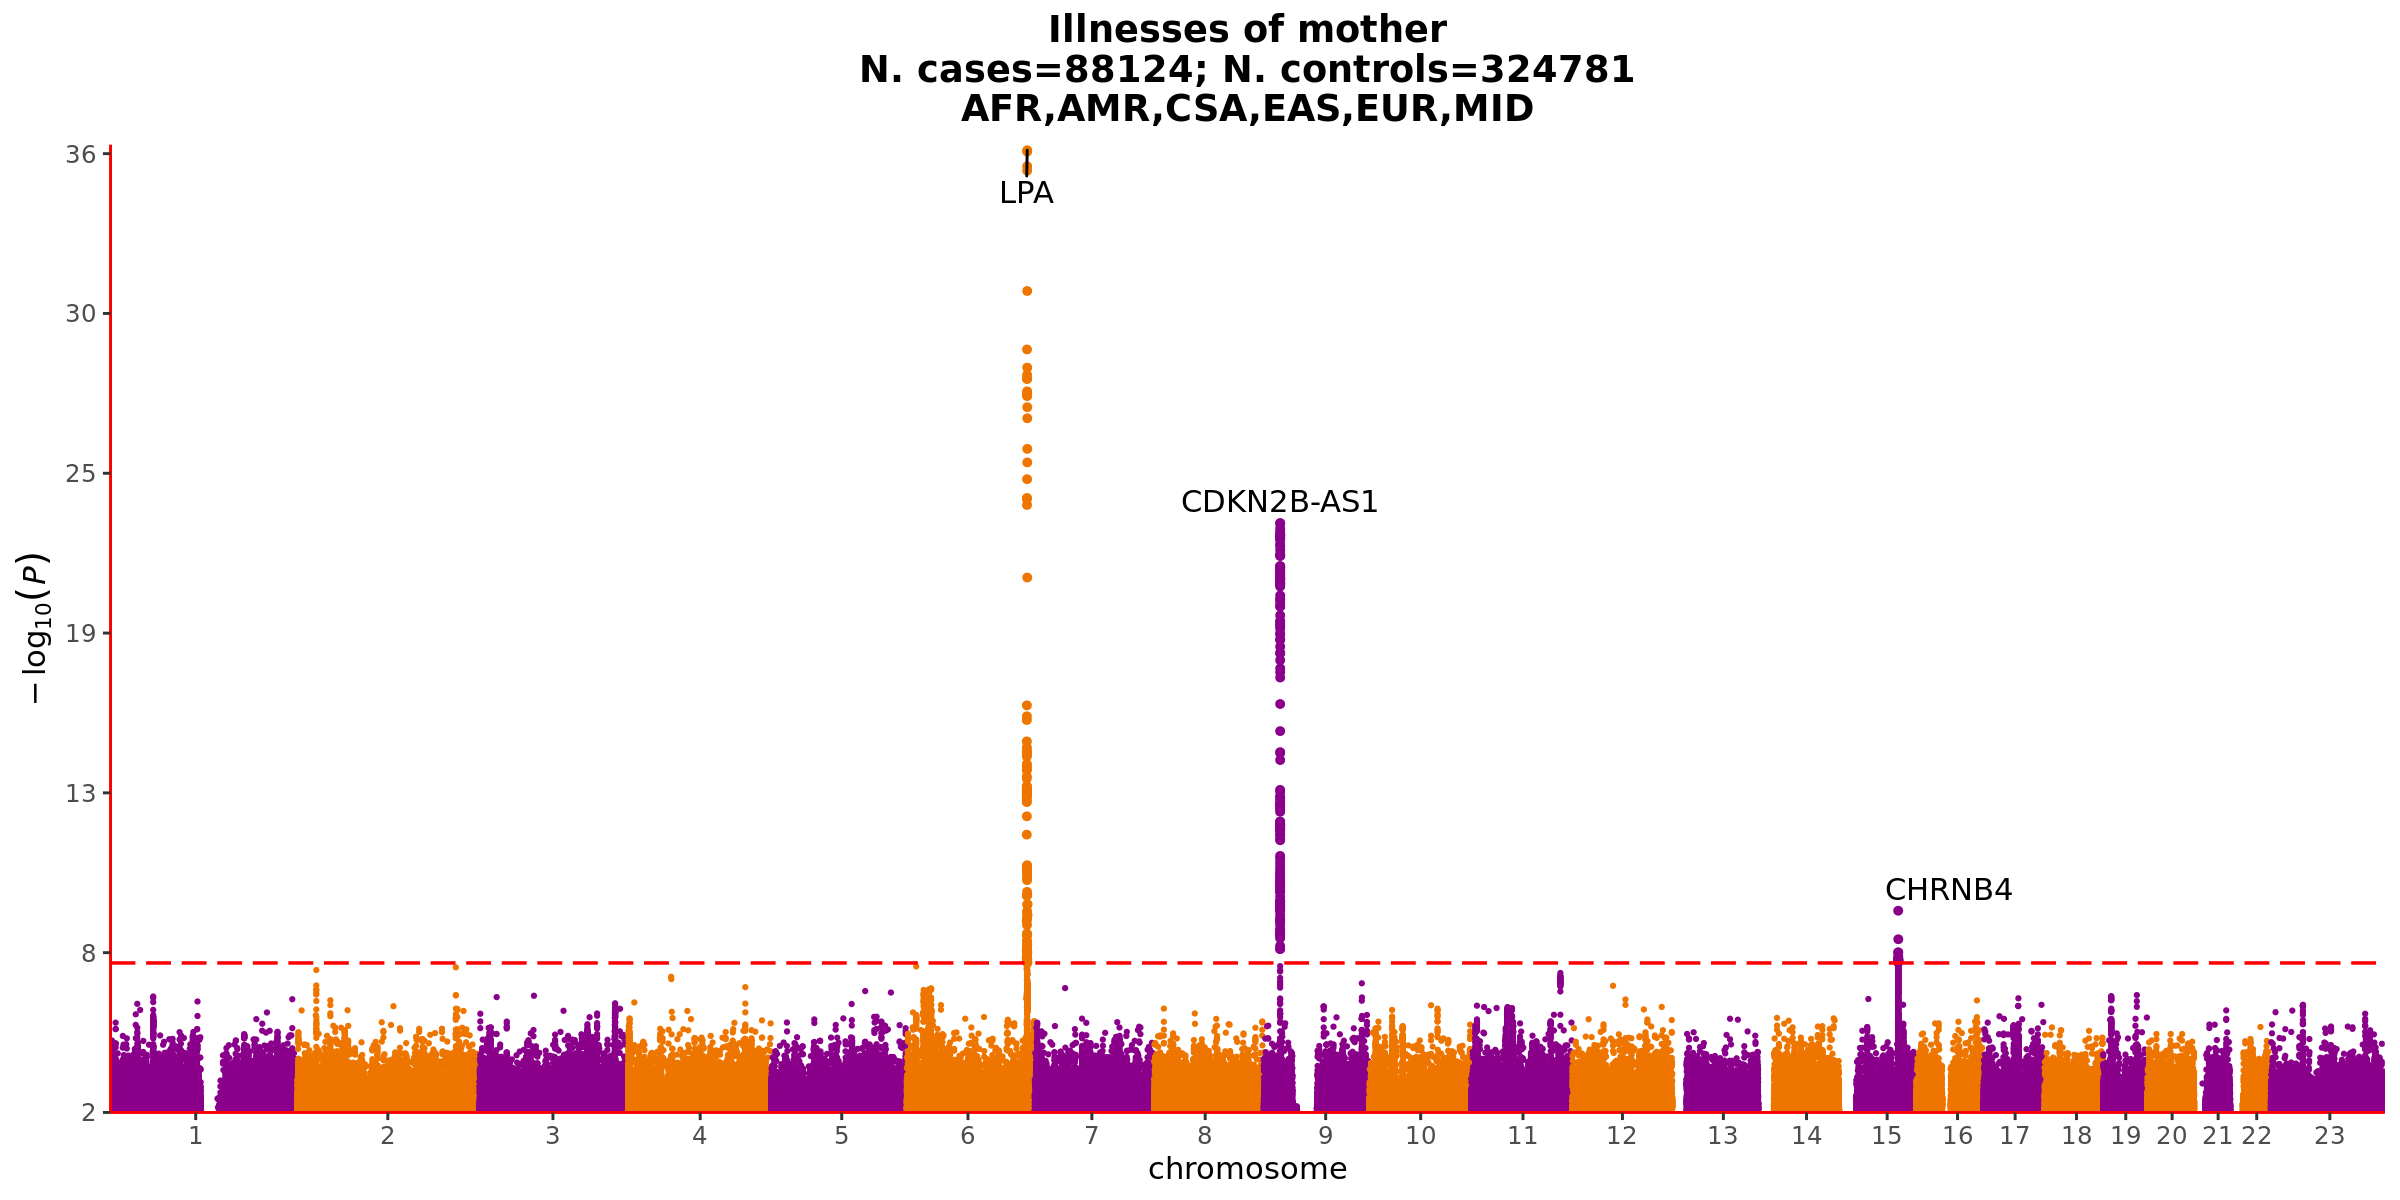 Illnesses of mother
N. cases=88124; N. controls=324781
AFR,AMR,CSA,EAS,EUR,MID
36
LPA
30
25
CDKN2B-AS1
19
13
CHRNB4
8
2
−log10(P)
1 2 3 4 5 6 7 8 9 10 11 12 13 14 15 16 17 18 19 20 21 22 23
chromosome